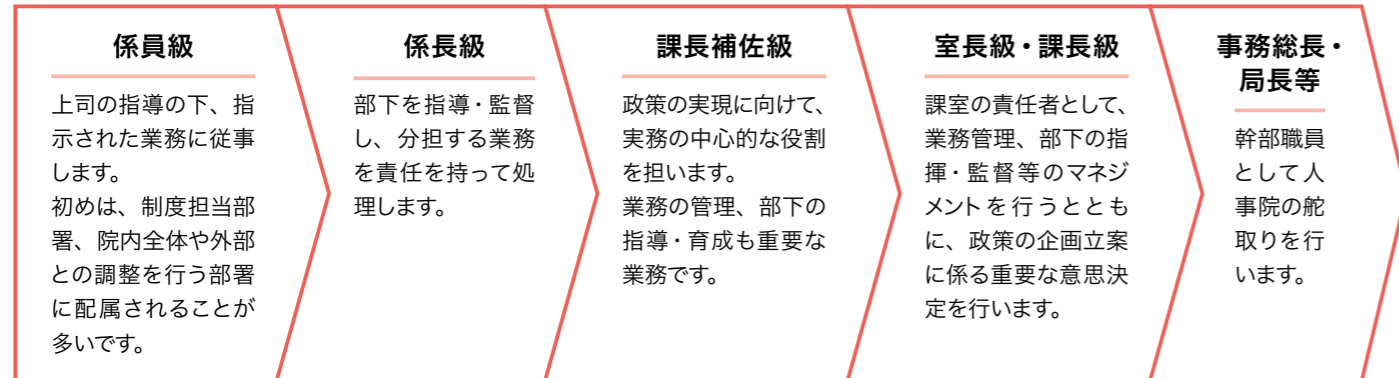 係員級
上司の指導の下、指
示された業務に従事
します。
初めは、制度担当部
署、院内全体や外部
との調整を行う部署
に配属されることが
多いです。
係長級
部下を指導・監督
し、分担する業務
を責任を持って処
理します。
課長補佐級
政策の実現に向けて、
実務の中心的な役割
を担います。
業務の管理、部下の
指導・育成も重要な
業務です。
室長級・課長級
課室の責任者として、
業務管理、部下の指
揮・監督等のマネジ
メントを行うととも
に、政策の企画立案
に係る重要な意思決
定を行います。
事務総長・
局長等
幹部職員
として人
事院の舵
取りを行
います。